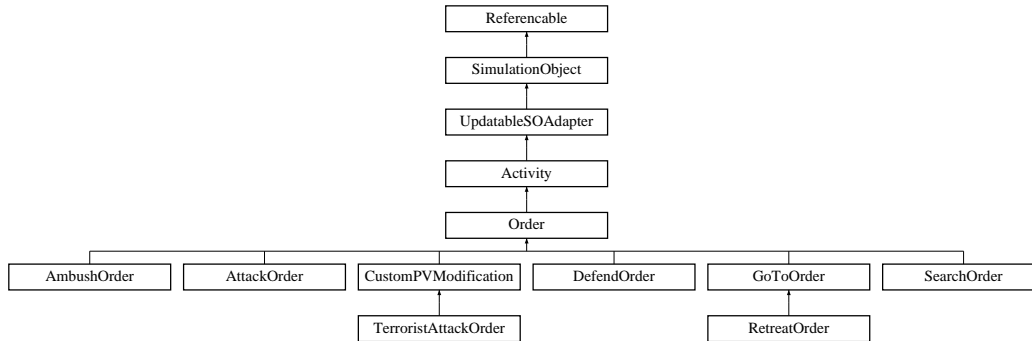 Referencable
SimulationObject
UpdatableSOAdapter
Activity
Order
AmbushOrder AttackOrder CustomPVModification DefendOrder GoToOrder SearchOrder
TerroristAttackOrder RetreatOrder